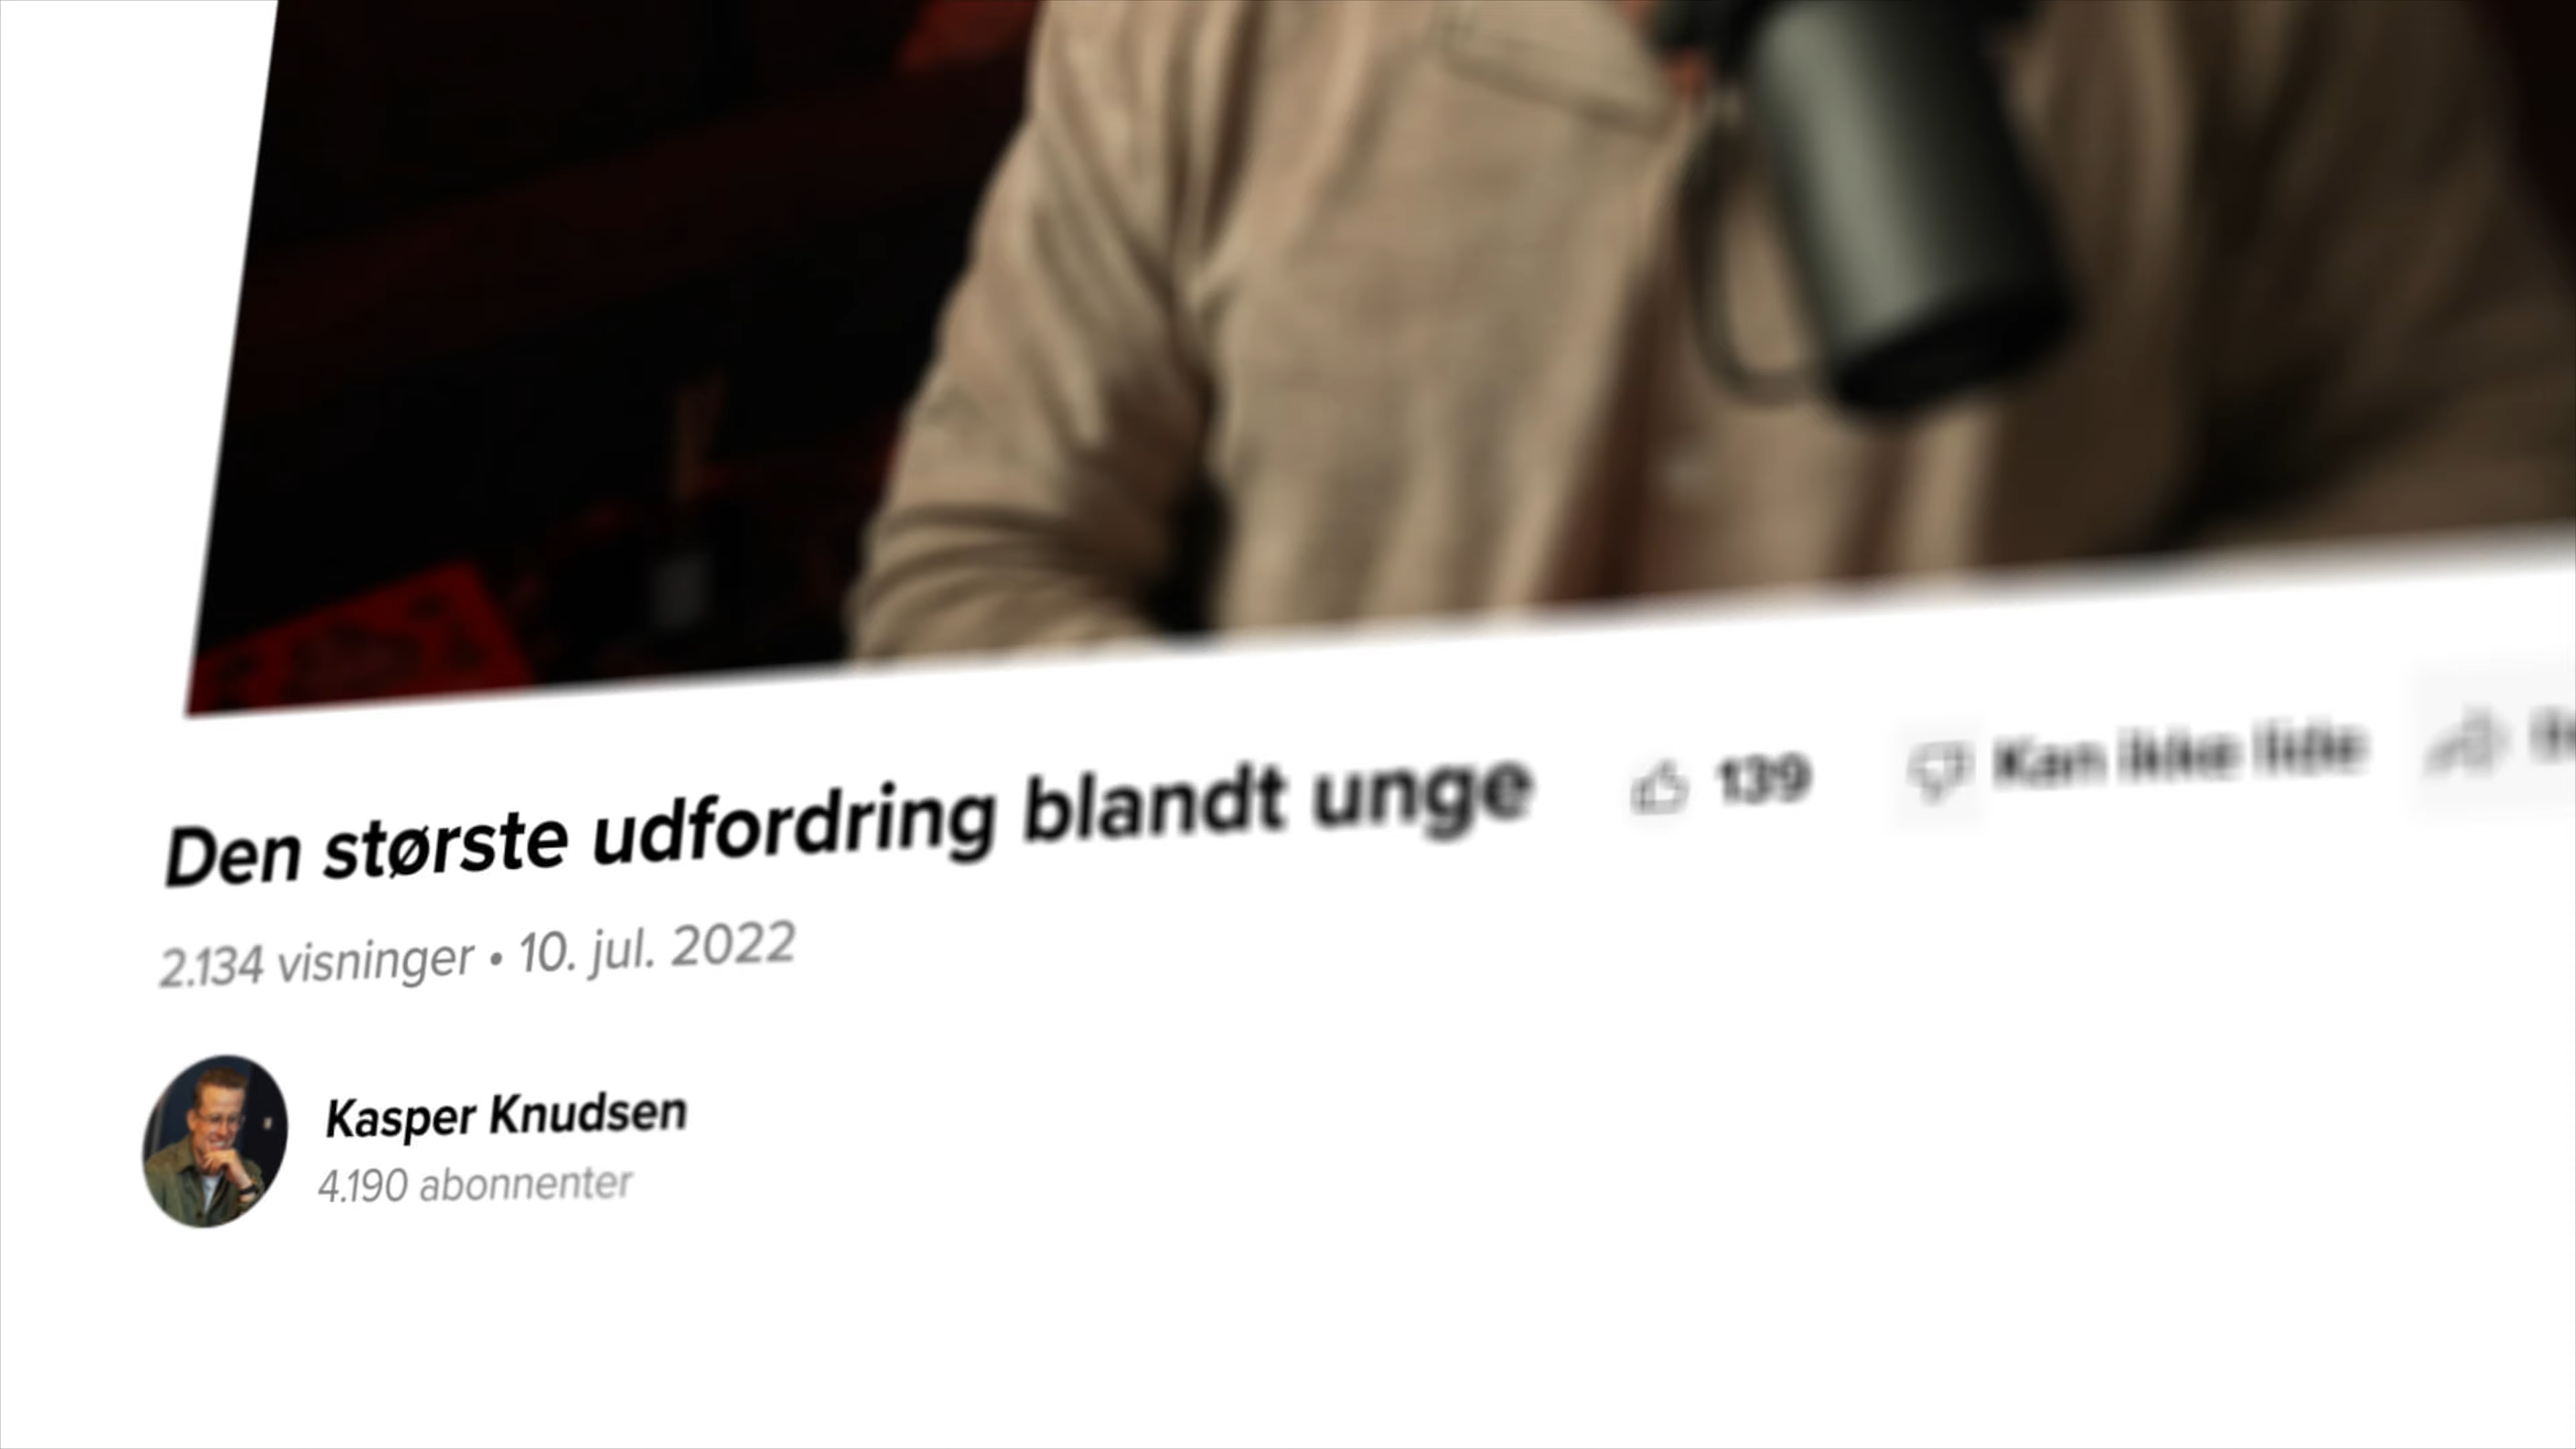 Den største udfordring blandt unge
139
Kan ikke lide
2.134 visninger • 10. jul. 2022
Kasper Knudsen
4.190 abonnenter